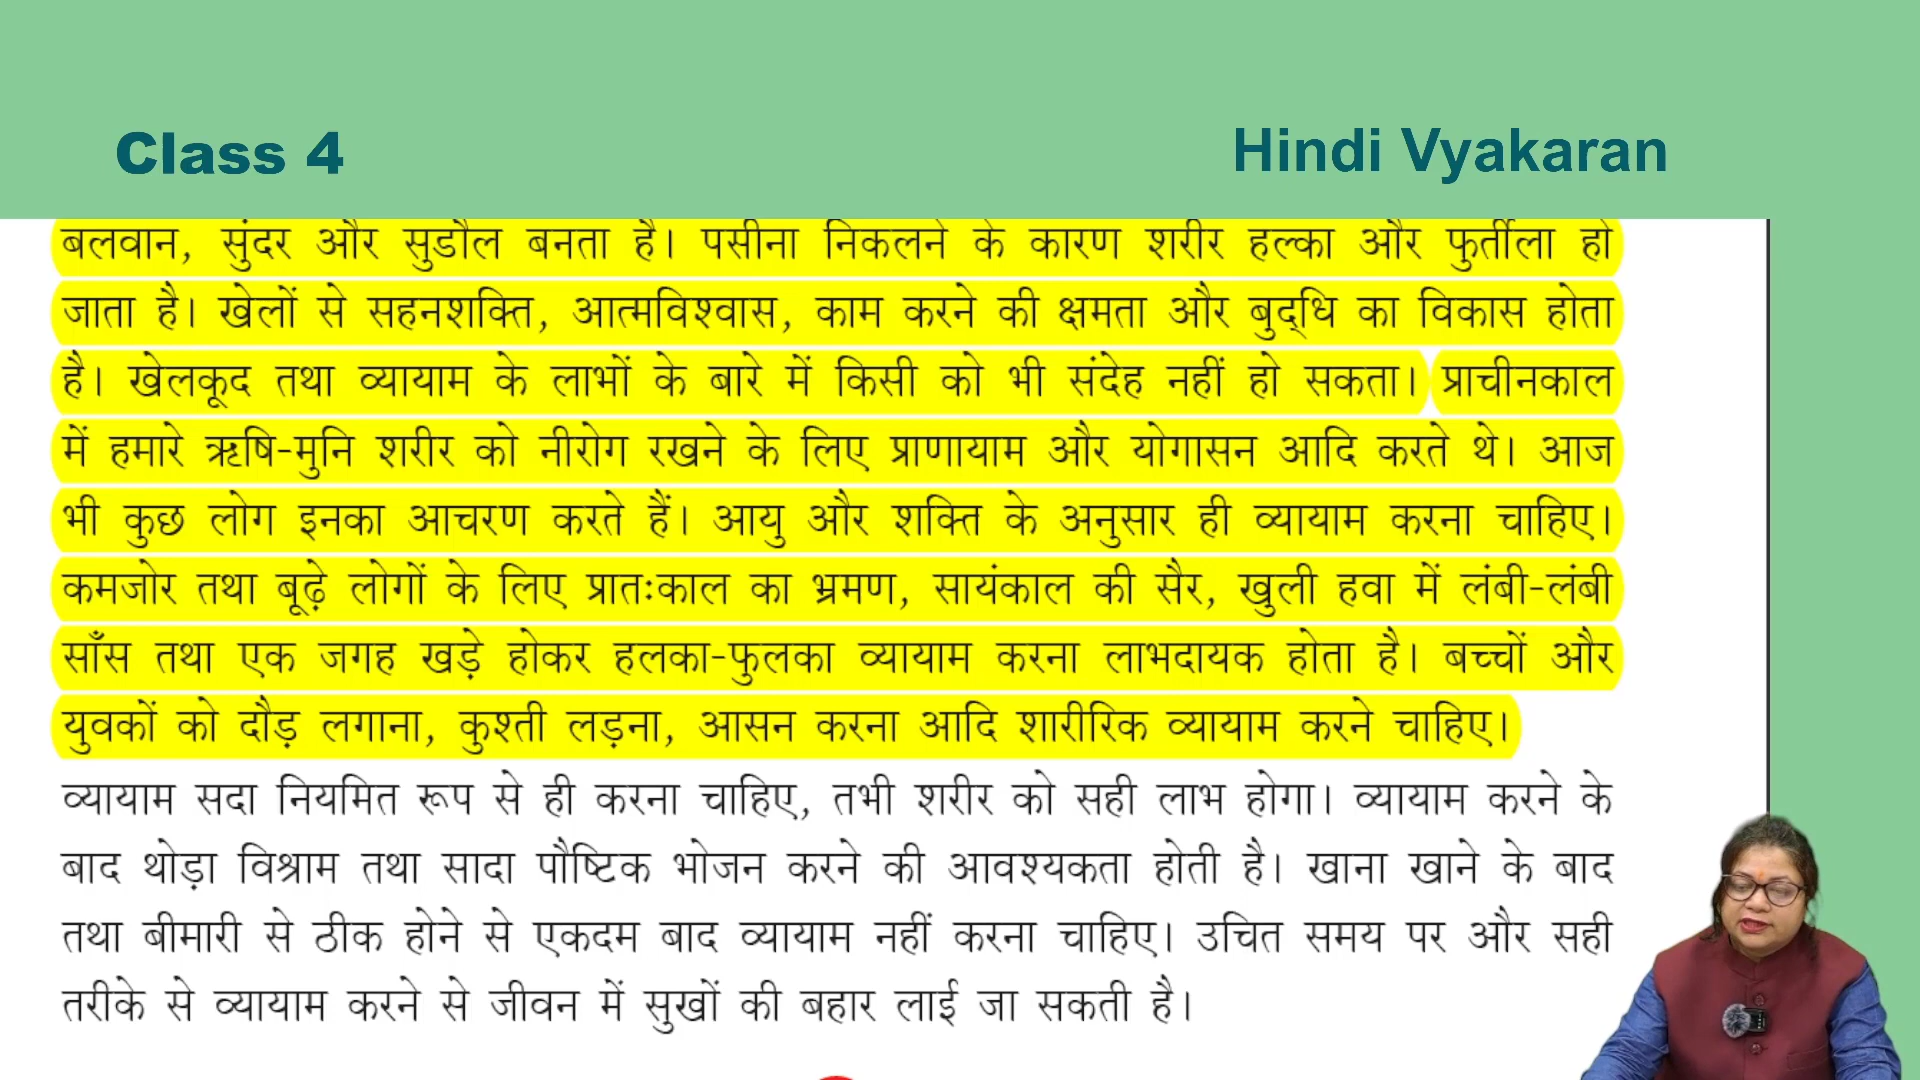 Class 4
Hindi Vyakaran
बलवान, सुंदर और सुडौल बनता है। पसीना निकलने के कारण शरीर हल्का और फुर्तीला हो
जाता है। खेलों से सहनशक्ति, आत्मविश्वास, काम करने की क्षमता और बुद्‌धि का विकास होता
है। खेलकूद तथा व्यायाम के लाभों के बारे में किसी को भी संदेह नहीं हो सकता। प्राचीनकाल
में हमारे ऋषि-मुनि शरीर को नीरोग रखने के लिए प्राणायाम और योगासन आदि करते थे। आज
भी कुछ लोग इनका आचरण करते हैं। आयु और शक्ति के अनुसार ही व्यायाम करना चाहिए।
कमजोर तथा बूढ़े लोगों के लिए प्रातःकाल का भ्रमण, सायंकाल की सैर, खुली हवा में लंबी-लंबी
साँस तथा एक जगह खड़े होकर हलका-फुलका व्यायाम करना लाभदायक होता है। बच्चों और
युवकों को दौड़ लगाना, कुश्ती लड़ना, आसन करना आदि शारीरिक व्यायाम करने चाहिए।
व्यायाम सदा नियमित रूप से ही करना चाहिए, तभी शरीर को सही लाभ होगा। व्यायाम करने के
बाद थोड़ा विश्राम तथा सादा पौष्टिक भोजन करने की आवश्यकता होती है। खाना खाने के बाद
तथा बीमारी से ठीक होने से एकदम बाद व्यायाम नहीं करना चाहिए। उचित समय पर और सही
तरीके से व्यायाम करने से जीवन में सुखों की बहार लाई जा सकती है।